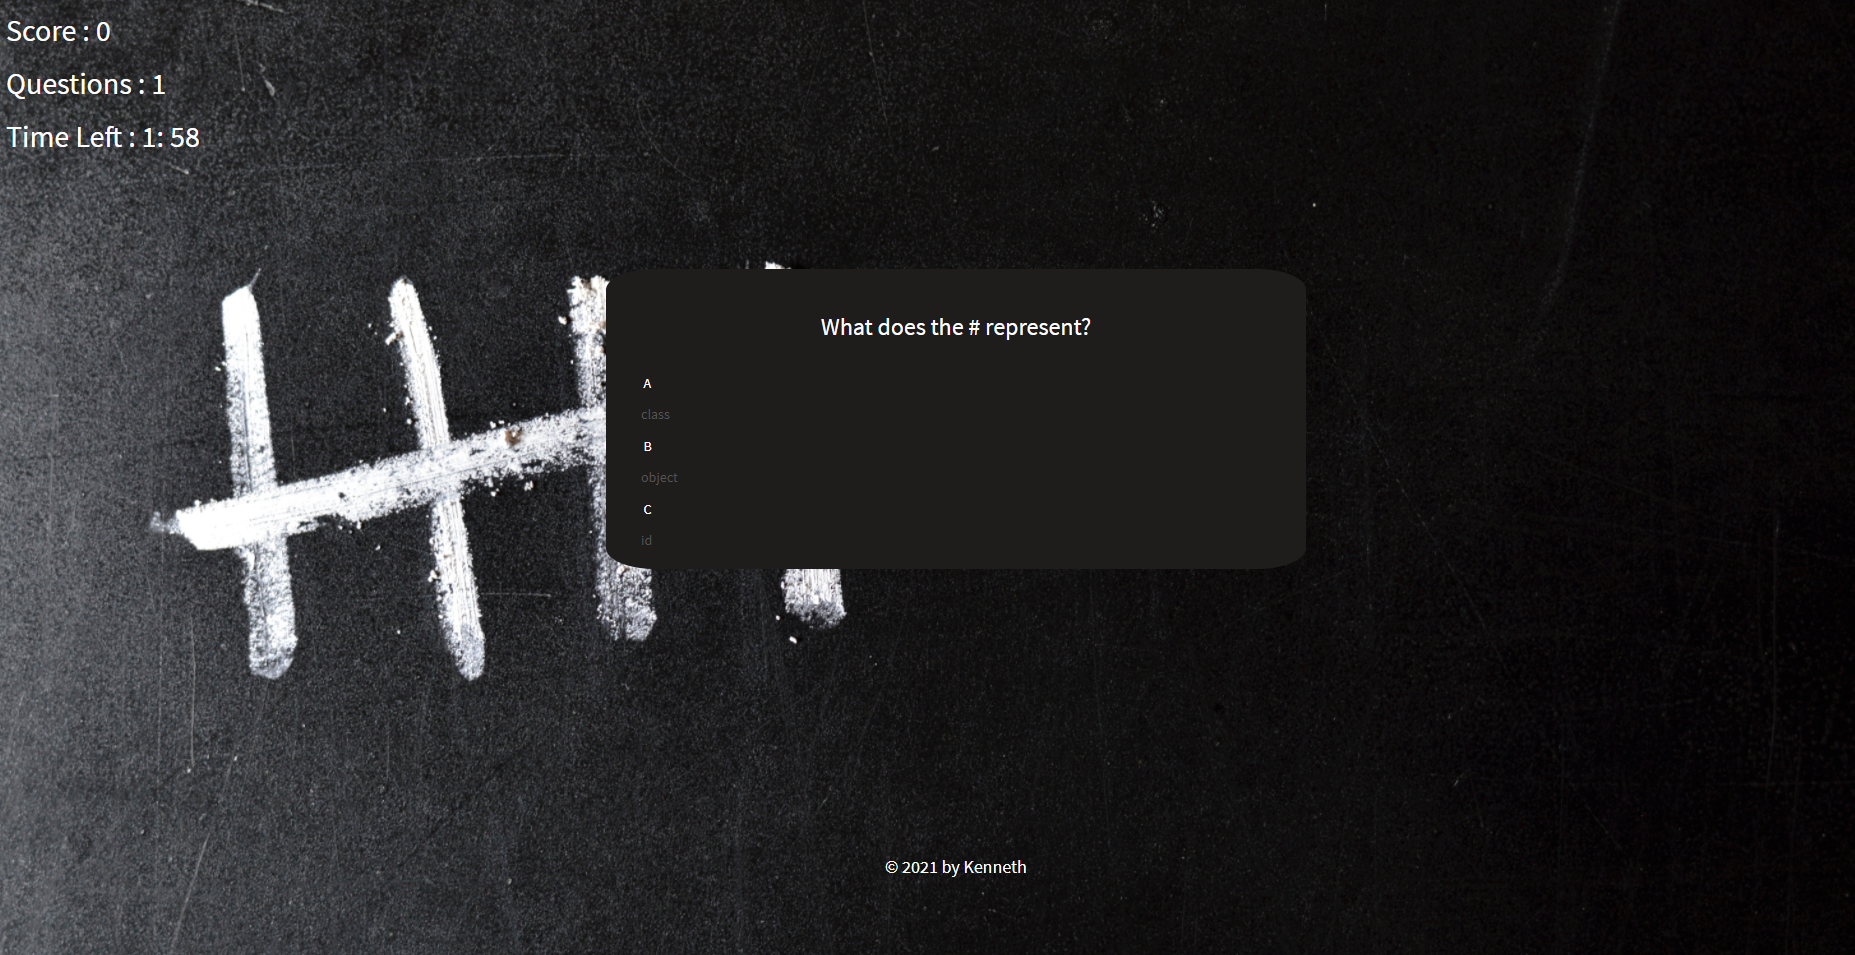 Score : 0
Questions : 1
Time Left : 1: 58
What does the # represent?
A
class
B
object
C
id
© 2021 by Kenneth